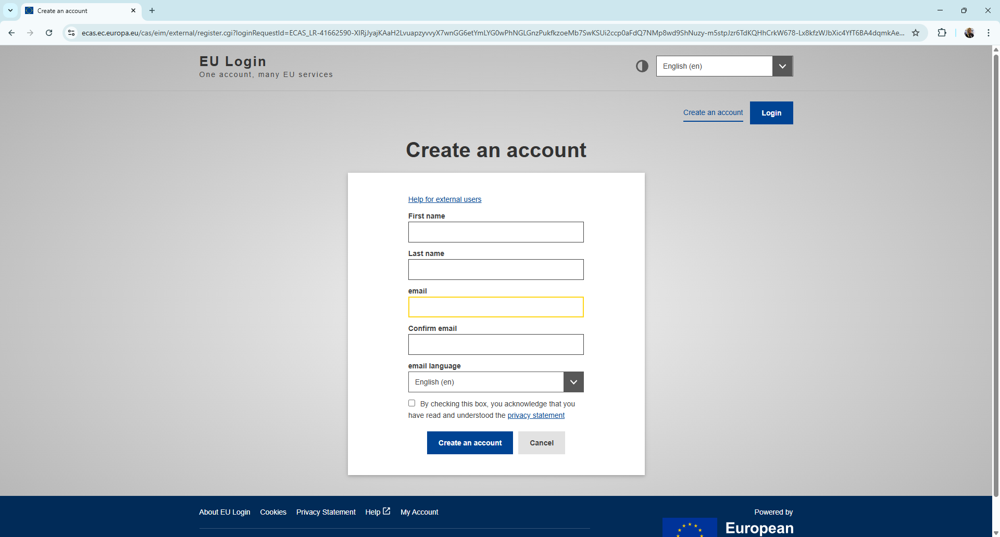 Create an account
ecas.ec.europa.eu/cas/eim/external/register.cgi?loginRequestId=ECAS_LR-41662590-XIRjJyajKAaH2LvuapzyvvyX7wnGG6etYmLYG0wPhNGLGnzPukfkzoeMb7SwKSUi2ccp0aFdQ7NMp8wd9ShNuzy-m5stpJzr6TdKQHhCrkW678-Lx8kfzWJbXic4YfT6BA4dqmkAe...
EU Login
One account, many EU services
English (en)
Create an account
Login
Create an account
Help for external users
First name
Last name
email
Confirm email
email language
English (en)
By checking this box, you acknowledge that you
have read and understood the privacy statement
Create an account
Cancel
About EU Login
Cookies
Privacy Statement
Help
My Account
Powered by
European